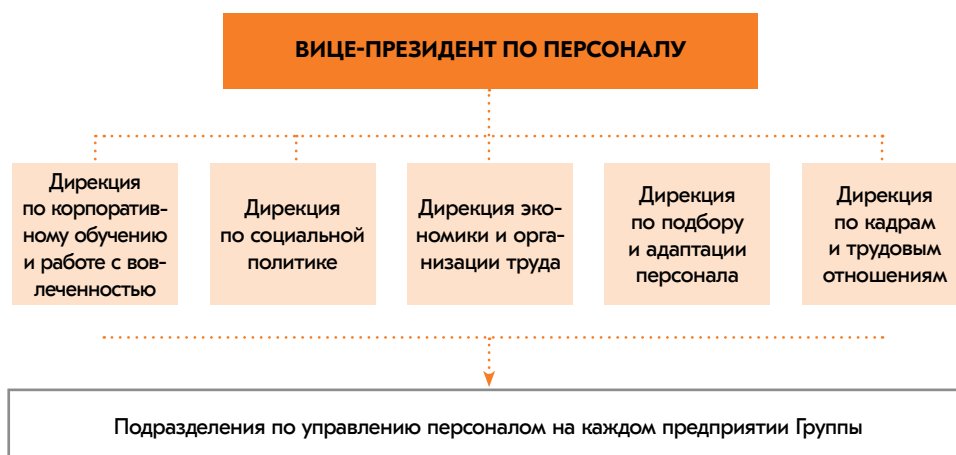 ВИЦЕ-ПРЕЗИДЕНТ ПО ПЕРСОНАЛУ
Дирекция
по корпоратив-
ному обучению
и работе с вов-
леченностью
Дирекция
по социальной
политике
Дирекция эко-
номики и орга-
низации труда
Дирекция
по подбору
и адаптации
персонала
Дирекция
по кадрам
и трудовым
отношениям
Подразделения по управлению персоналом на каждом предприятии Группы